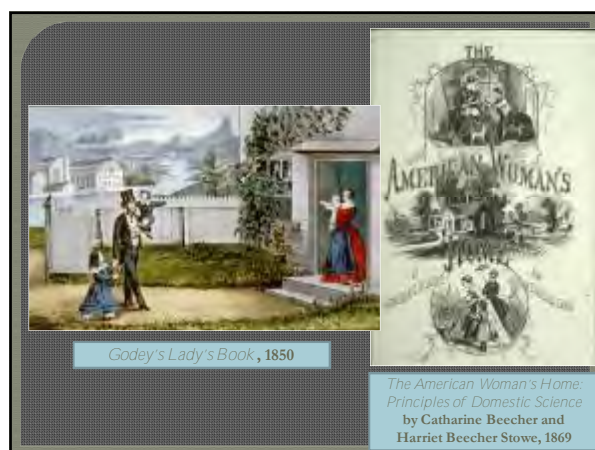 Godey's Lady's Book, 1850
THE
AMERICAN WOMAN'S
HOME
The American Woman's Home:
Principles of Domestic Science
by Catharine Beecher and
Harriet Beecher Stowe, 1869